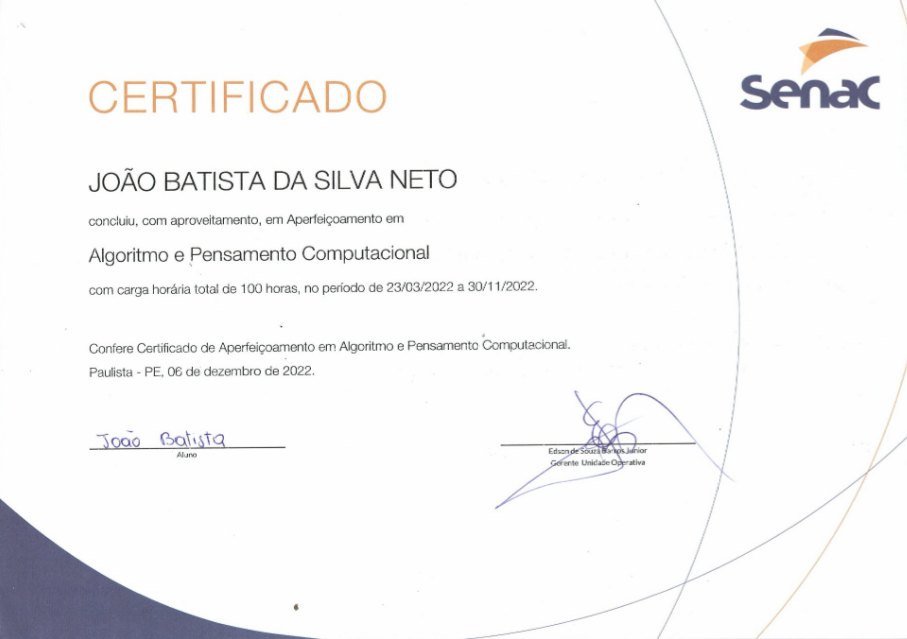 Senac
CERTIFICADO
JOÃO BATISTA DA SILVA NETO
concluiu, com aproveitamento, em Aperfeiçoamento em
Algoritmo e Pensamento Computacional
com carga horária total de 100 horas, no período de 23/03/2022 a 30/11/2022.
Confere Certificado de Aperfeiçoamento em Algoritmo e Pensamento Computacional.
Paulista - PE, 06 de dezembro de 2022.
João Batista
Aluno
Edson de Souza Barros Junior
Gerente Unidade Operativa